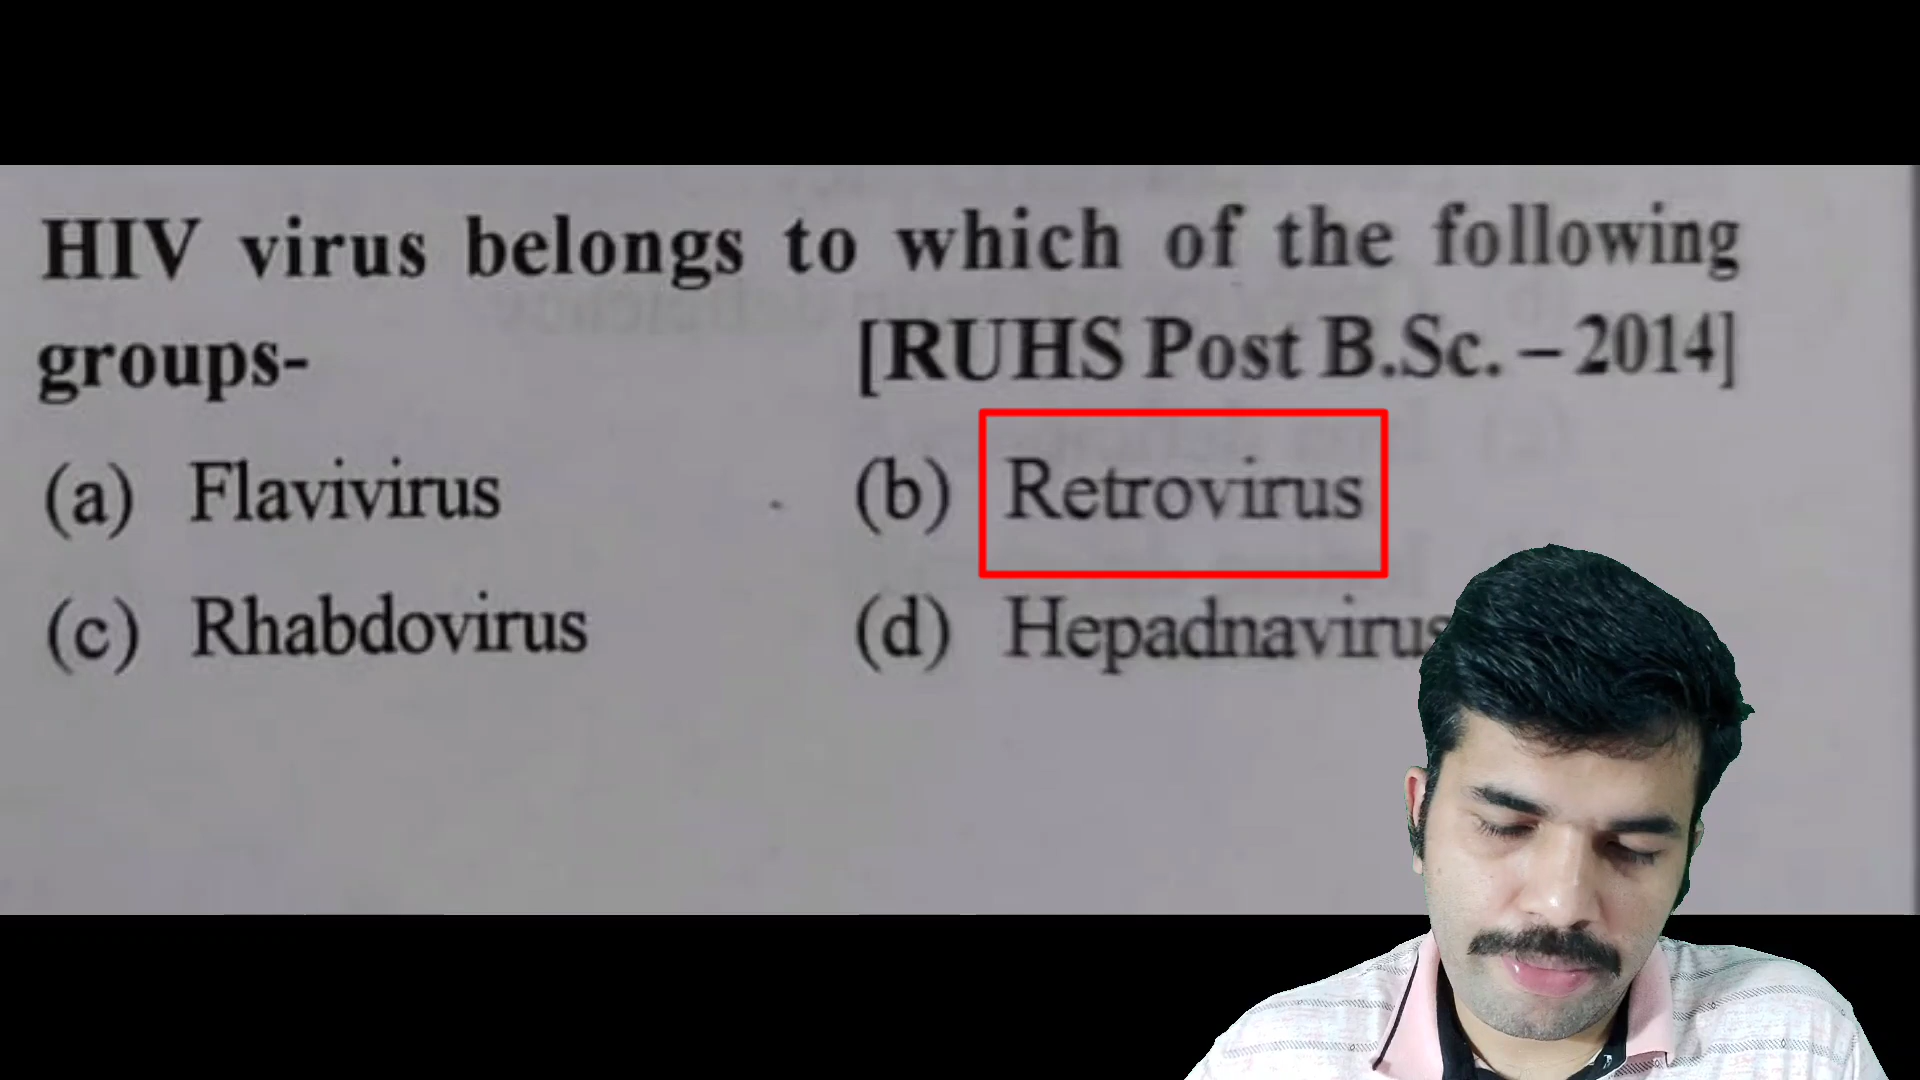 HIV virus belongs to which of the following
groups- [RUHS Post B.Sc. – 2014]
(a) Flavivirus (b) Retrovirus
(c) Rhabdovirus (d) Hepadnavirus